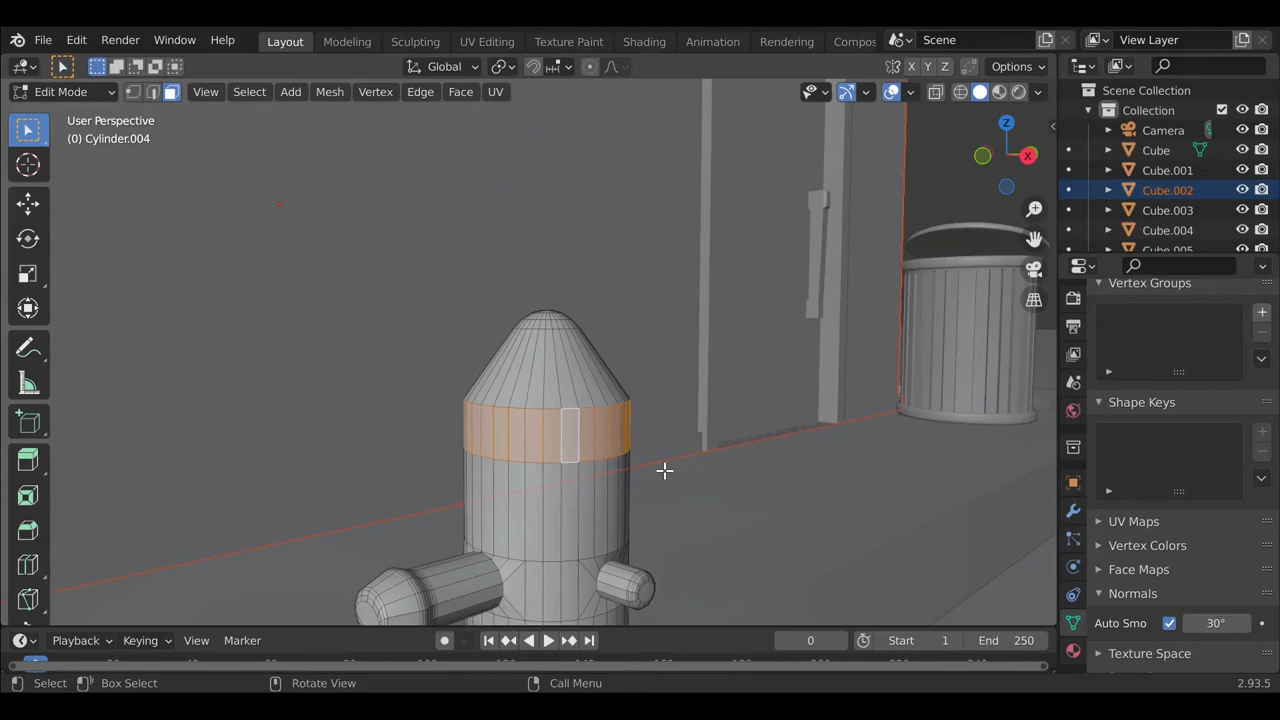 File Edit Render Window Help Layout Modeling Sculpting UV Editing Texture Paint Shading Animation Rendering Compos Scene View Layer
Global X Y Z Options
Edit Mode View Select Add Mesh Vertex Edge Face UV
User Perspective
(0) Cylinder.004
Z
X
Scene Collection
Collection
Camera
Cube
Cube.001
Cube.002
Cube.003
Cube.004
Cube.005
Vertex Groups
Shape Keys
UV Maps
Vertex Colors
Face Maps
Normals
Auto Smo 30°
Texture Space
Playback Keying View Marker 0 Start 1 End 250
Select Box Select Rotate View Call Menu 2.93.5